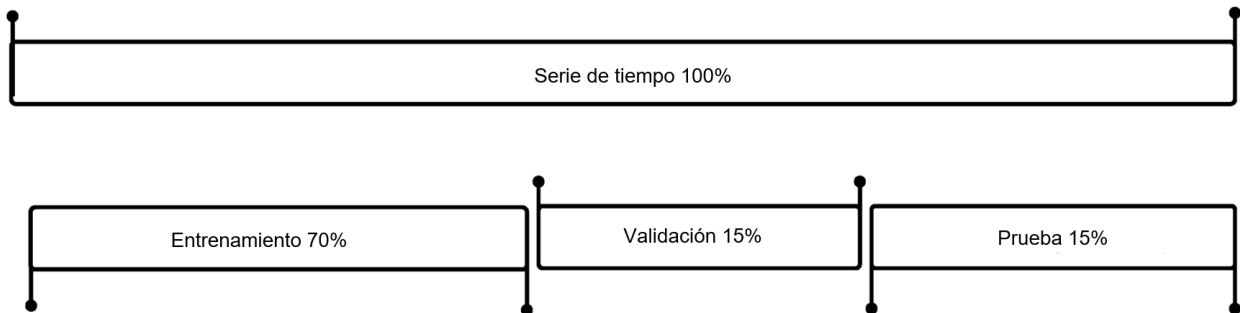 Serie de tiempo 100%
Entrenamiento 70%
Validación 15%
Prueba 15%